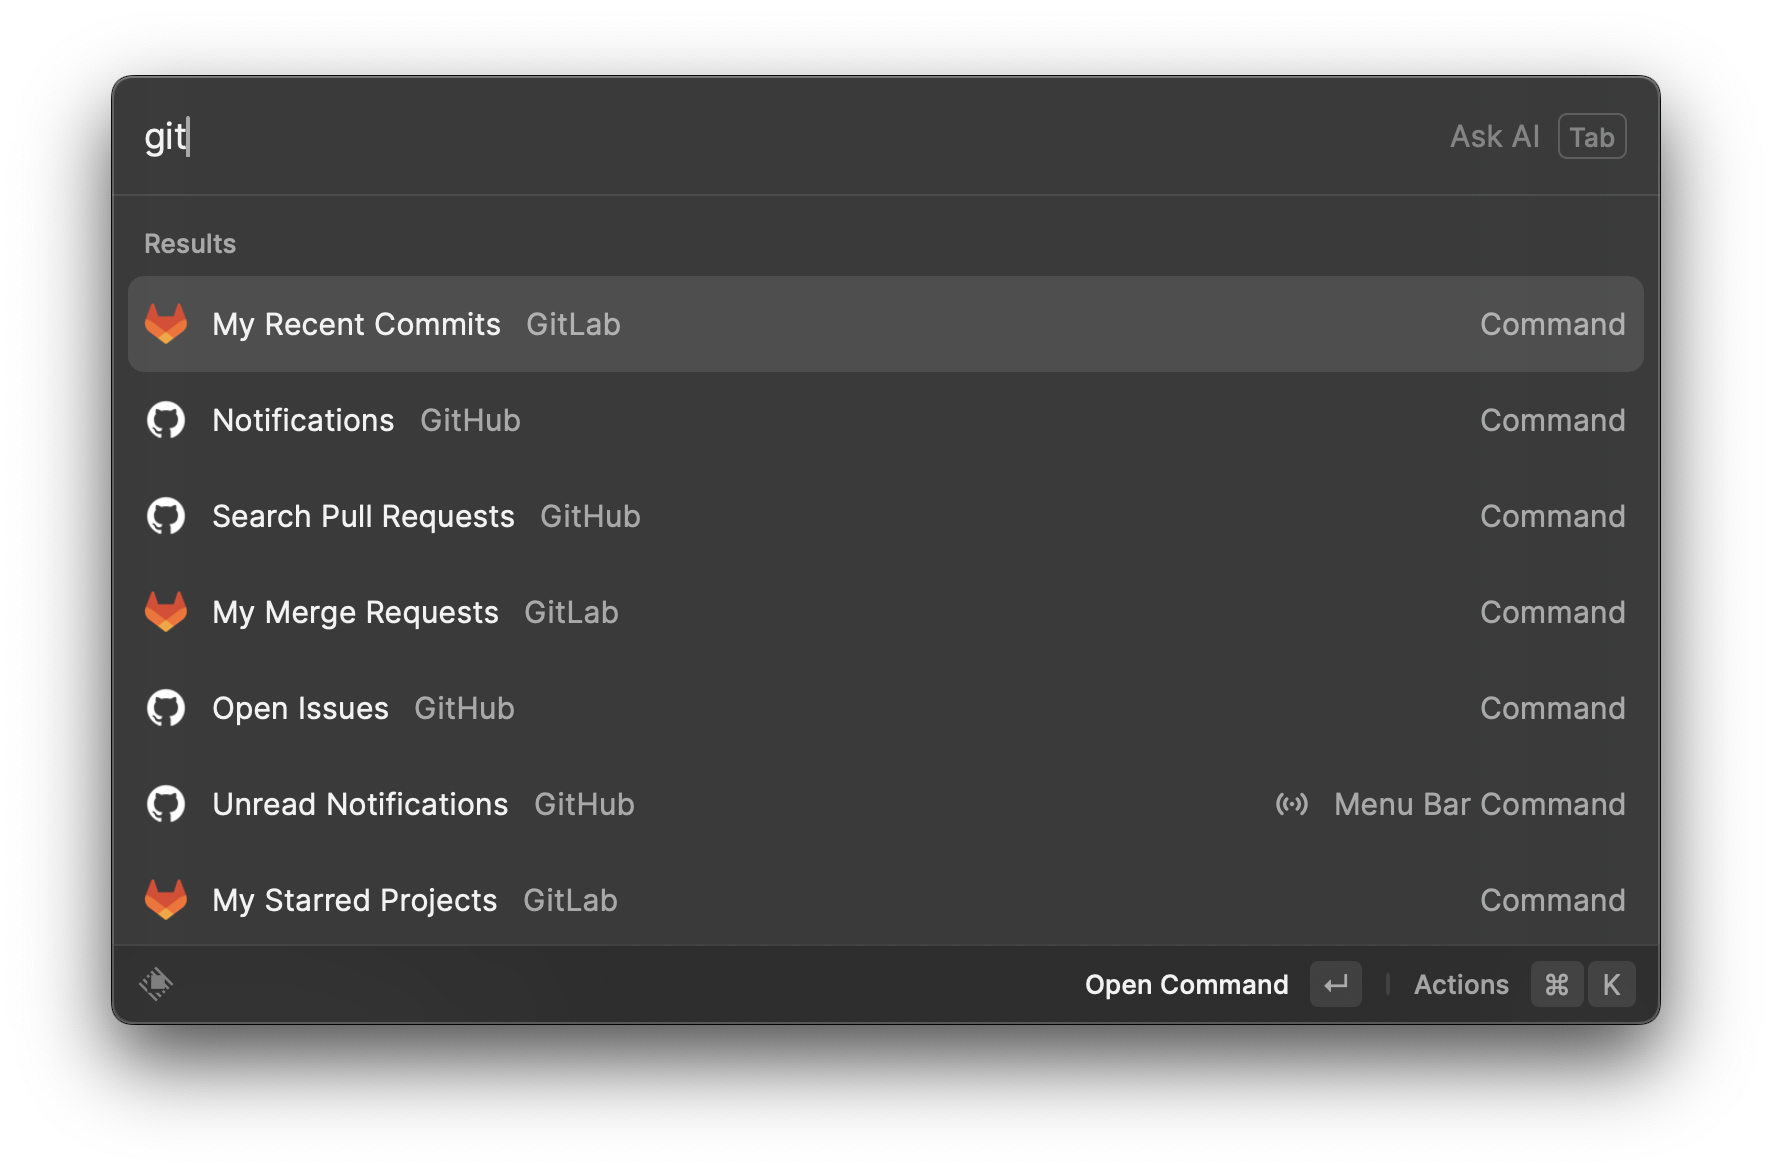 git Ask AI Tab
Results
My Recent Commits GitLab Command
Notifications GitHub Command
Search Pull Requests GitHub Command
My Merge Requests GitLab Command
Open Issues GitHub Command
Unread Notifications GitHub Menu Bar Command
My Starred Projects GitLab Command
Open Command ↵ Actions ⌘ K